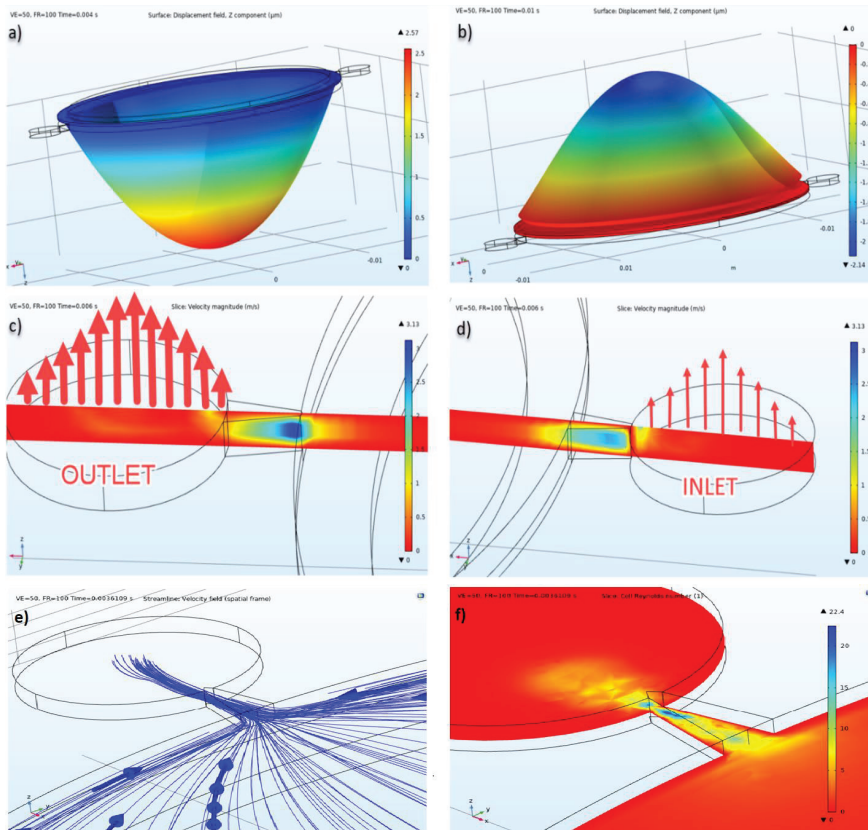 VE=50, FR=100 Time=0.004 s Surface: Displacement field, Z component (μm)
a)
▲ 2.57
2.5
2
1.5
1
0.5
0
▼ 0
-0.01
0
x
y
z
VE=50, FR=100 Time=0.01 s Surface: Displacement field, Z component (μm)
b)
▲ 0
0
-1
-2
▼ -2.14
-0.01
0
m
0.01
0
-0.01
x
y
z
VE=50, FR=100 Time=0.006 s Slice: Velocity magnitude (m/s)
c)
▲ 3.13
3
2.5
2
1.5
1
0.5
0
▼ 0
OUTLET
z
y
VE=50, FR=100 Time=0.006 s Slice: Velocity magnitude (m/s)
d)
▲ 3.13
3
2
1
0
▼ 0
INLET
z
y
VE=50, FR=100 Time=0.0036109 s Streamline: Velocity field (spatial frame)
e)
z
y
x
Slice: Cell Reynolds number (1)
f)
▲ 22.4
20
15
10
5
0
▼ 0
z
y
x